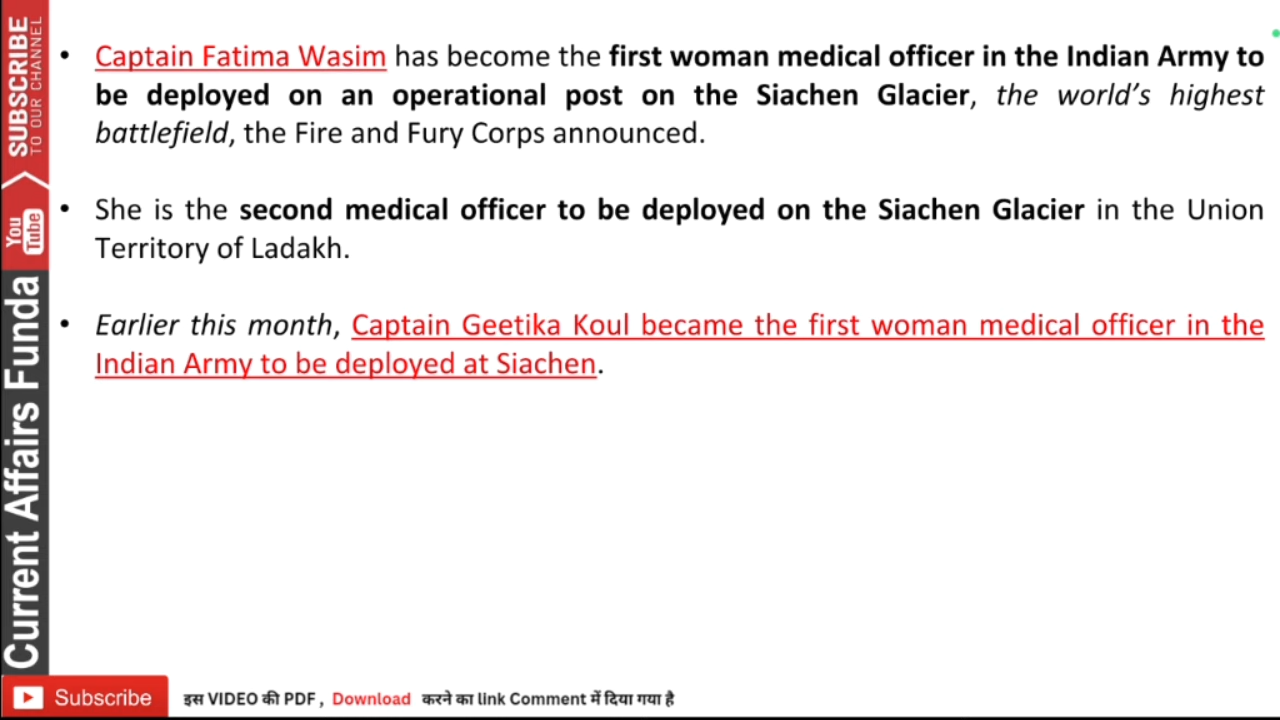 • Captain Fatima Wasim has become the first woman medical officer in the Indian Army to
be deployed on an operational post on the Siachen Glacier, the world’s highest
battlefield, the Fire and Fury Corps announced.
• She is the second medical officer to be deployed on the Siachen Glacier in the Union
Territory of Ladakh.
• Earlier this month, Captain Geetika Koul became the first woman medical officer in the
Indian Army to be deployed at Siachen.
SUBSCRIBE
TO OUR CHANNEL
You
Tube
Current Affairs Funda
Subscribe इस VIDEO की PDF , Download करने का link Comment में दिया गया है